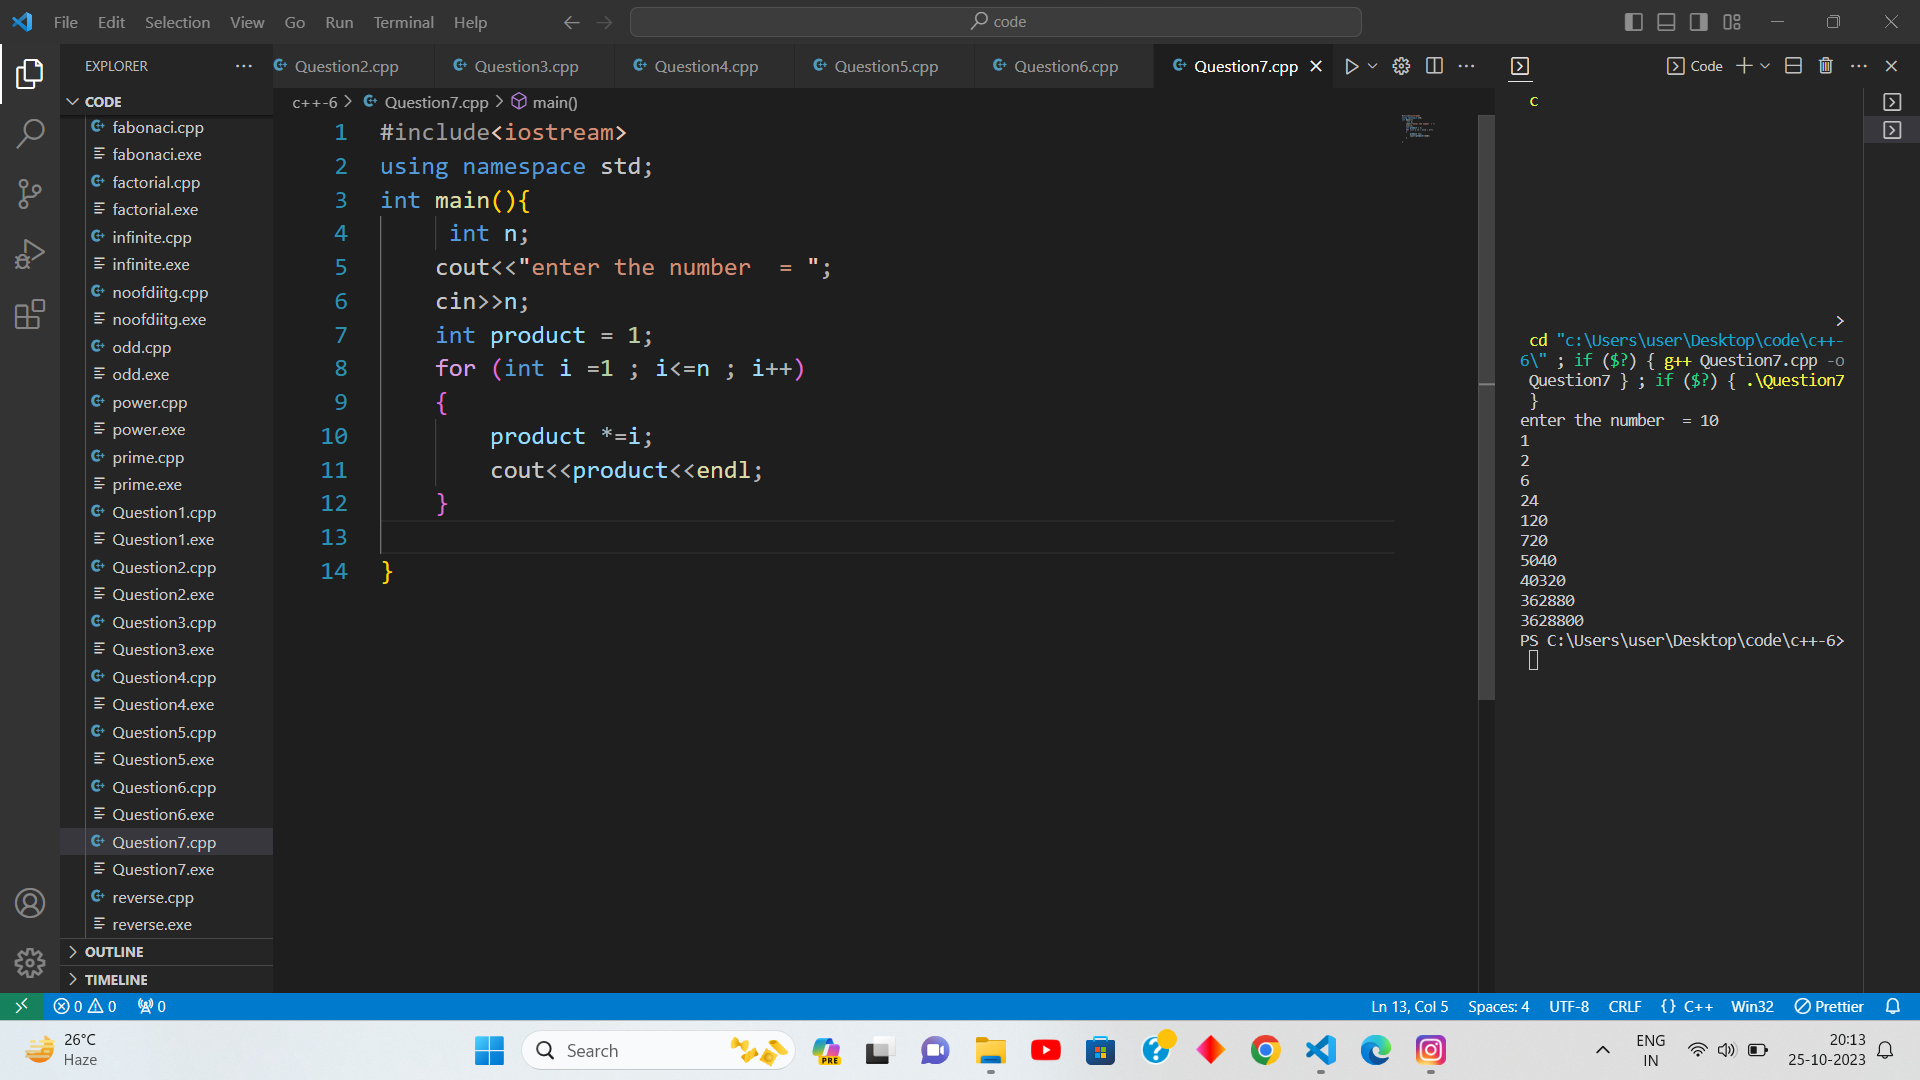 File Edit Selection View Go Run Terminal Help
code
EXPLORER
Question2.cpp
Question3.cpp
Question4.cpp
Question5.cpp
Question6.cpp
Question7.cpp
Code
CODE
fabonaci.cpp
fabonaci.exe
factorial.cpp
factorial.exe
infinite.cpp
infinite.exe
noofdiitg.cpp
noofdiitg.exe
odd.cpp
odd.exe
power.cpp
power.exe
prime.cpp
prime.exe
Question1.cpp
Question1.exe
Question2.cpp
Question2.exe
Question3.cpp
Question3.exe
Question4.cpp
Question4.exe
Question5.cpp
Question5.exe
Question6.cpp
Question6.exe
Question7.cpp
Question7.exe
reverse.cpp
reverse.exe
OUTLINE
TIMELINE
c++-6 > Question7.cpp > main()
1 #include<iostream>
2 using namespace std;
3 int main(){
4 int n;
5 cout<<"enter the number  = ";
6 cin>>n;
7 int product = 1;
8 for (int i =1 ; i<=n ; i++)
9 {
10 product *=i;
11 cout<<product<<endl;
12 }
13
14 }
c
>
cd "c:\Users\user\Desktop\code\c++-
6\" ; if ($?) { g++ Question7.cpp -o
Question7 } ; if ($?) { .\Question7
}
enter the number  = 10
1
2
6
24
120
720
5040
40320
362880
3628800
PS C:\Users\user\Desktop\code\c++-6>
0 0 0
Ln 13, Col 5 Spaces: 4 UTF-8 CRLF {} C++ Win32 Prettier
26°C
Haze
Search
PRE
ENG
IN
20:13
25-10-2023